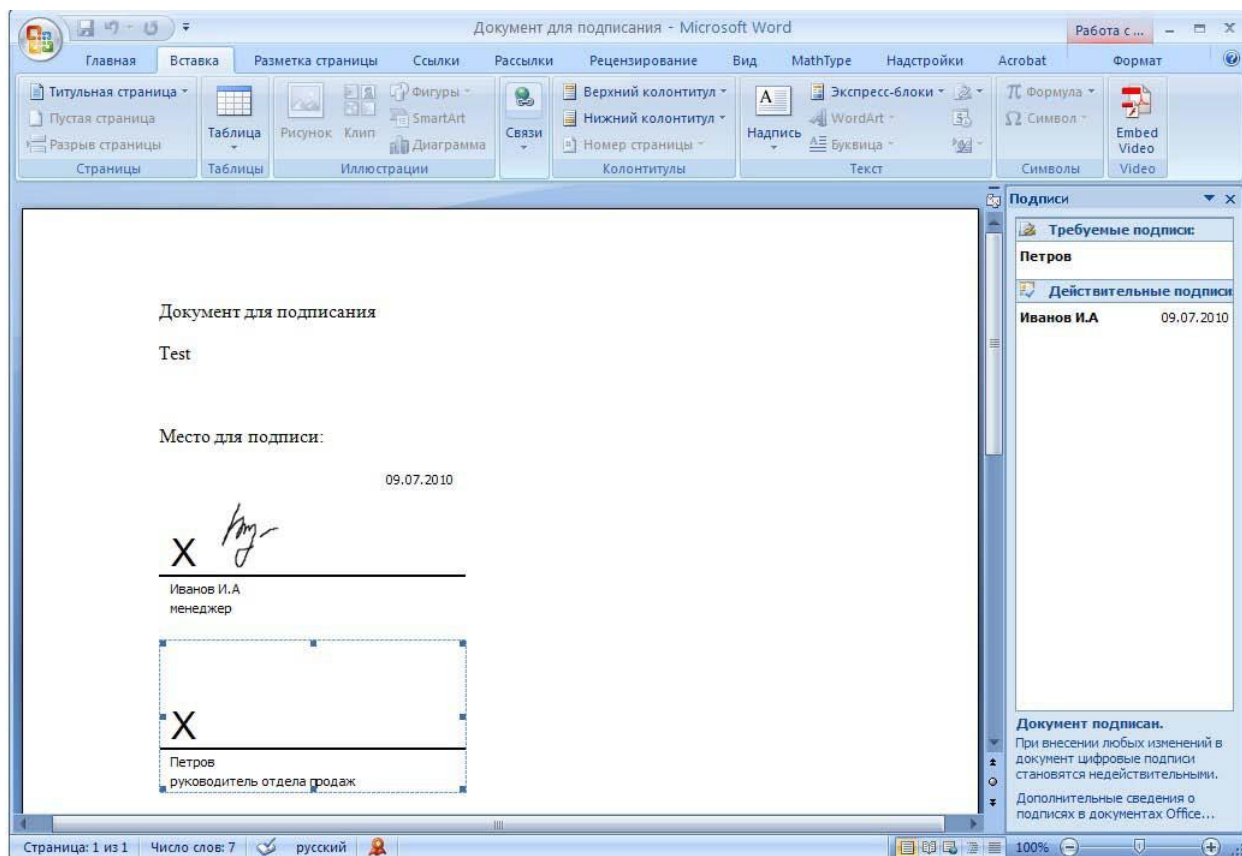 Документ для подписания - Microsoft Word
Работа с ...
Главная Вставка Разметка страницы Ссылки Рассылки Рецензирование Вид MathType Надстройки Acrobat Формат
Титульная страница
Пустая страница
Разрыв страницы
Страницы
Таблица
Таблицы
Рисунок
Клип
Фигуры
SmartArt
Диаграмма
Иллюстрации
Связи
Верхний колонтитул
Нижний колонтитул
Номер страницы
Колонтитулы
Надпись
Экспресс-блоки
WordArt
Буквица
Текст
Формула
Символ
Символы
Embed
Video
Video
Документ для подписания
Test
Место для подписи:
09.07.2010
X
Иванов И.А
менеджер
X
Петров
руководитель отдела продаж
Подписи
Требуемые подписи:
Петров
Действительные подписи
Иванов И.А 09.07.2010
Документ подписан.
При внесении любых изменений в
документ цифровые подписи
становятся недействительными.
Дополнительные сведения о
подписях в документах Office...
Страница: 1 из 1 Число слов: 7 русский 100%